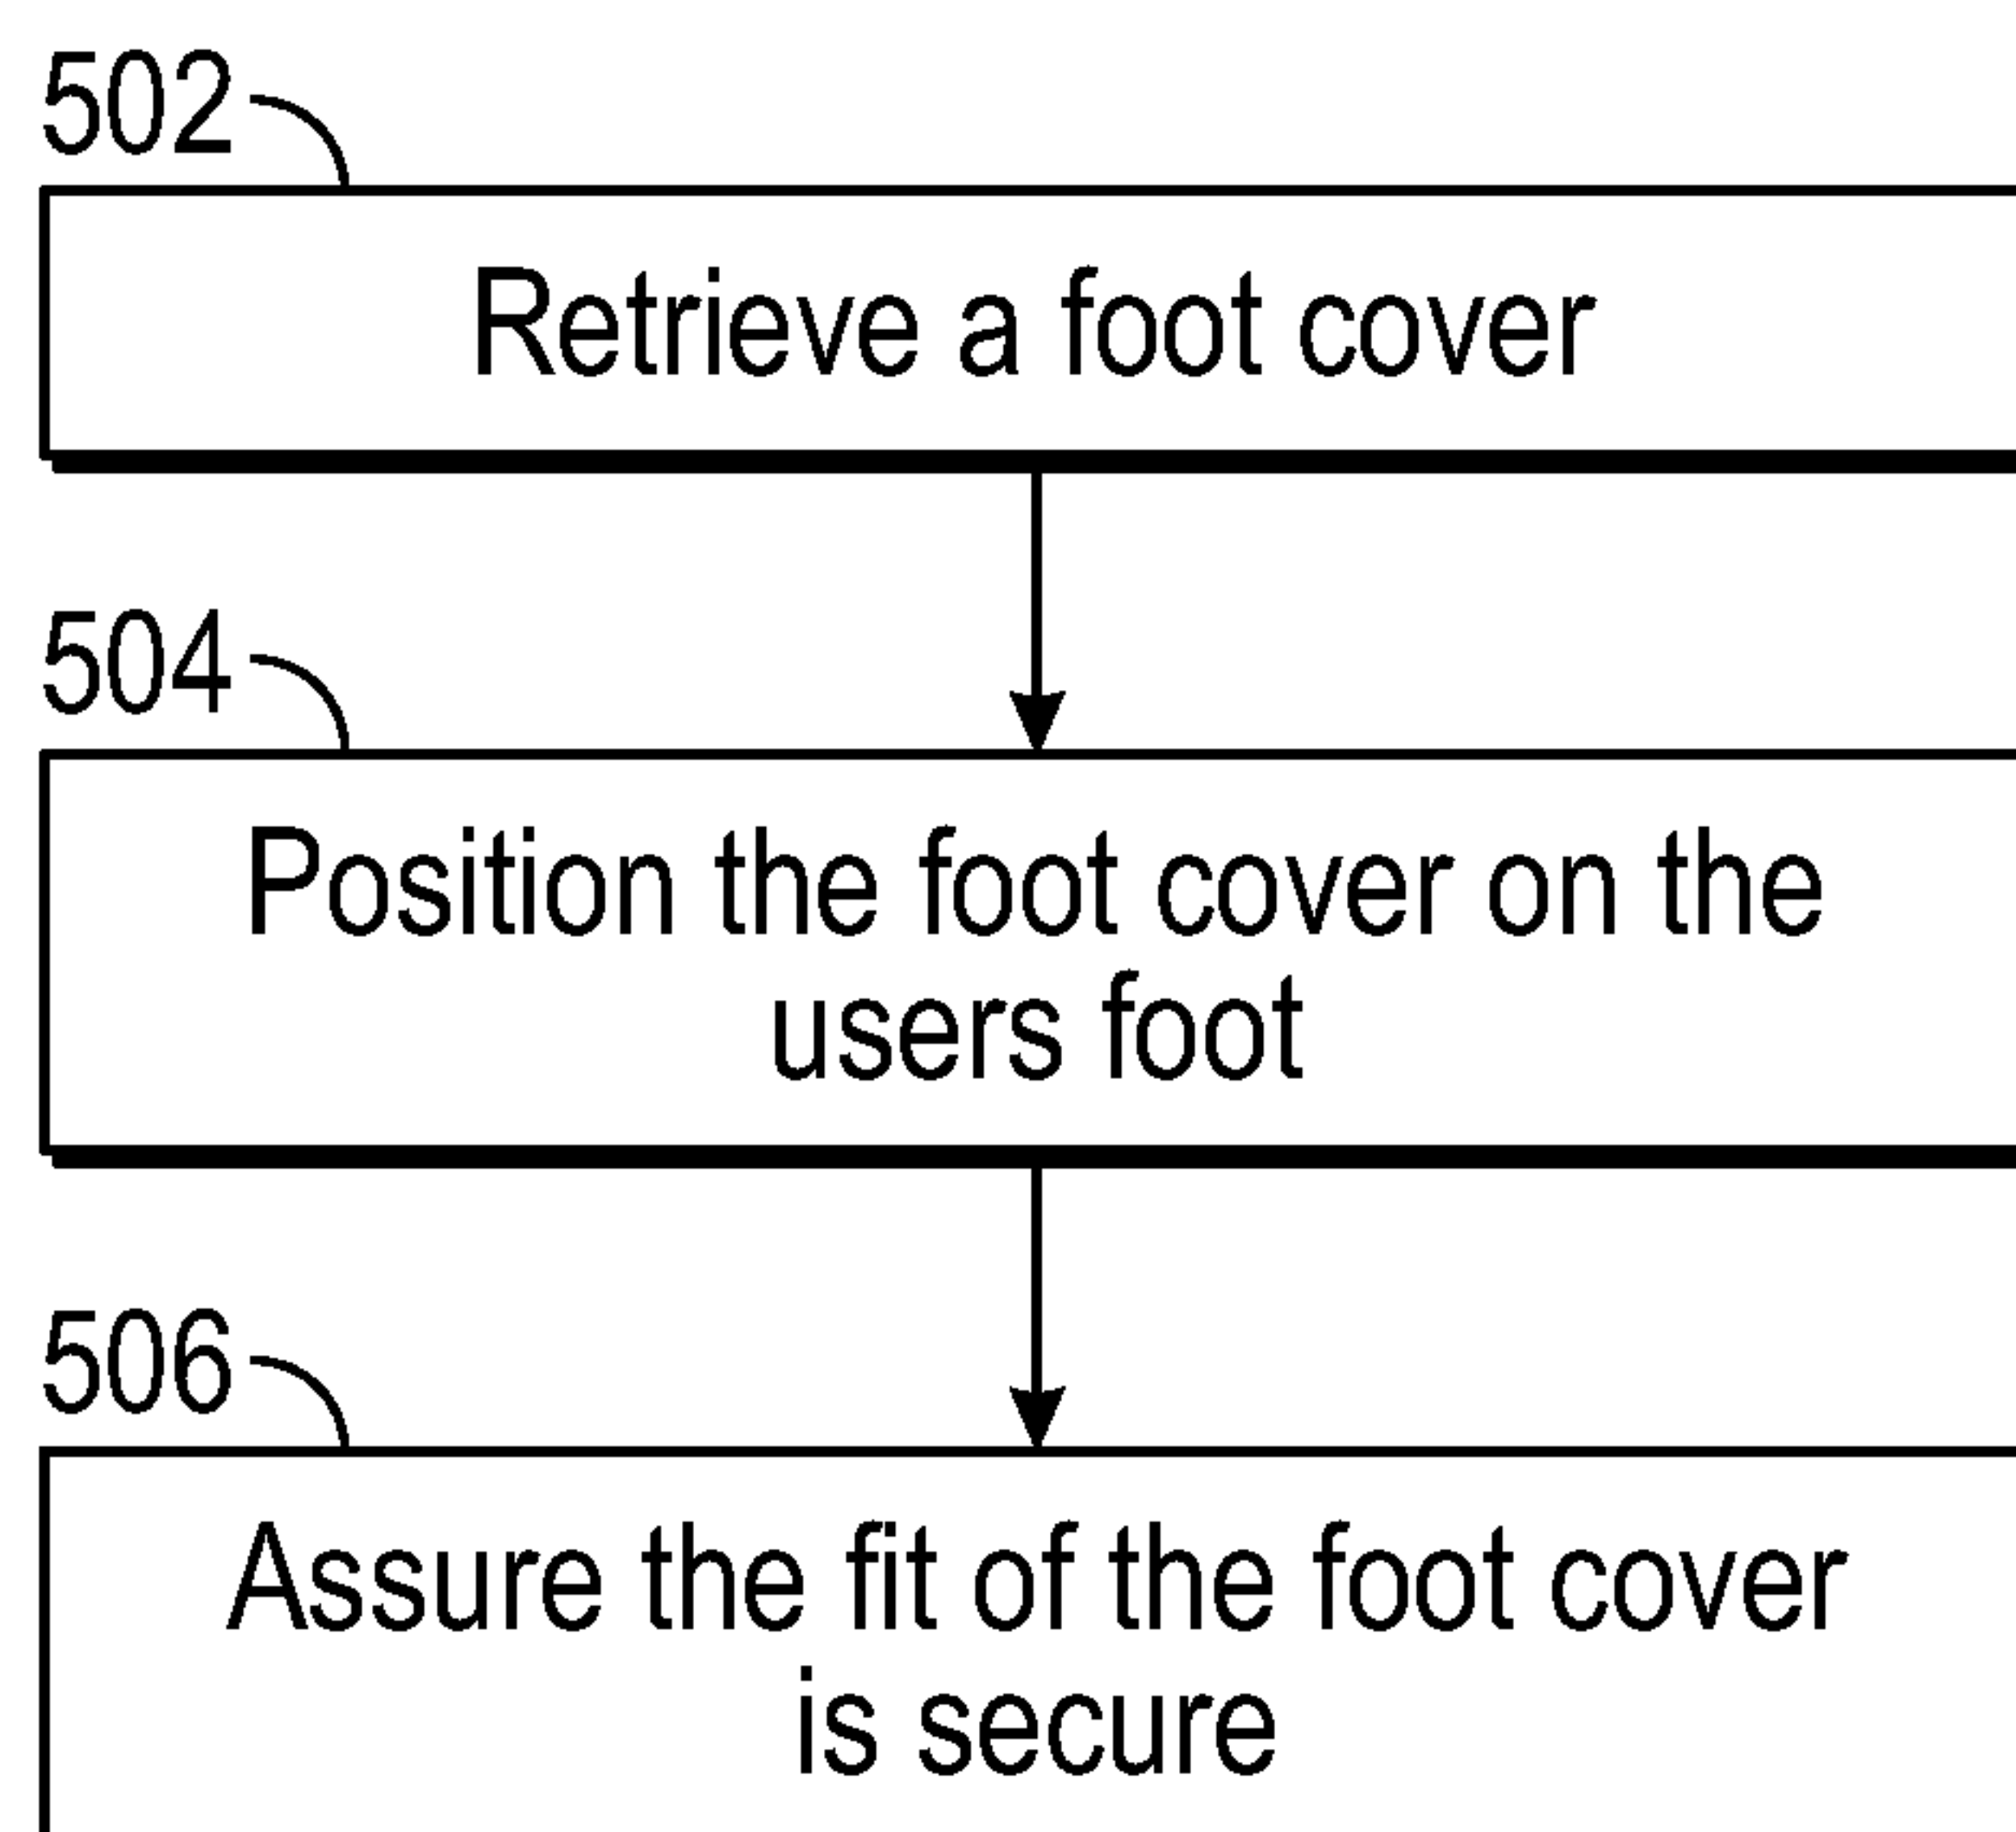 502
Retrieve a foot cover
504
Position the foot cover on the
users foot
506
Assure the fit of the foot cover
is secure